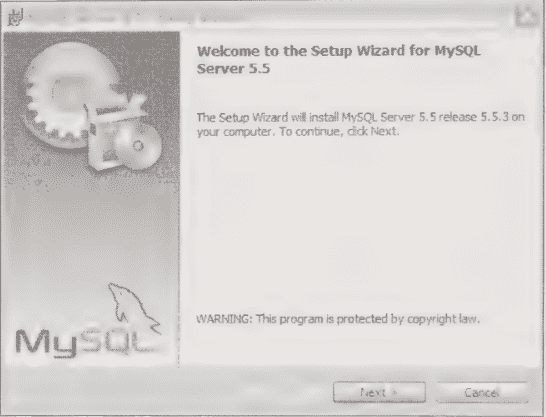 Welcome to the Setup Wizard for MySQL
Server 5.5
The Setup Wizard will install MySQL Server 5.5 release 5.5.3 on
your computer. To continue, click Next.
WARNING: This program is protected by copyright law.
MySQL
Next >
Cancel